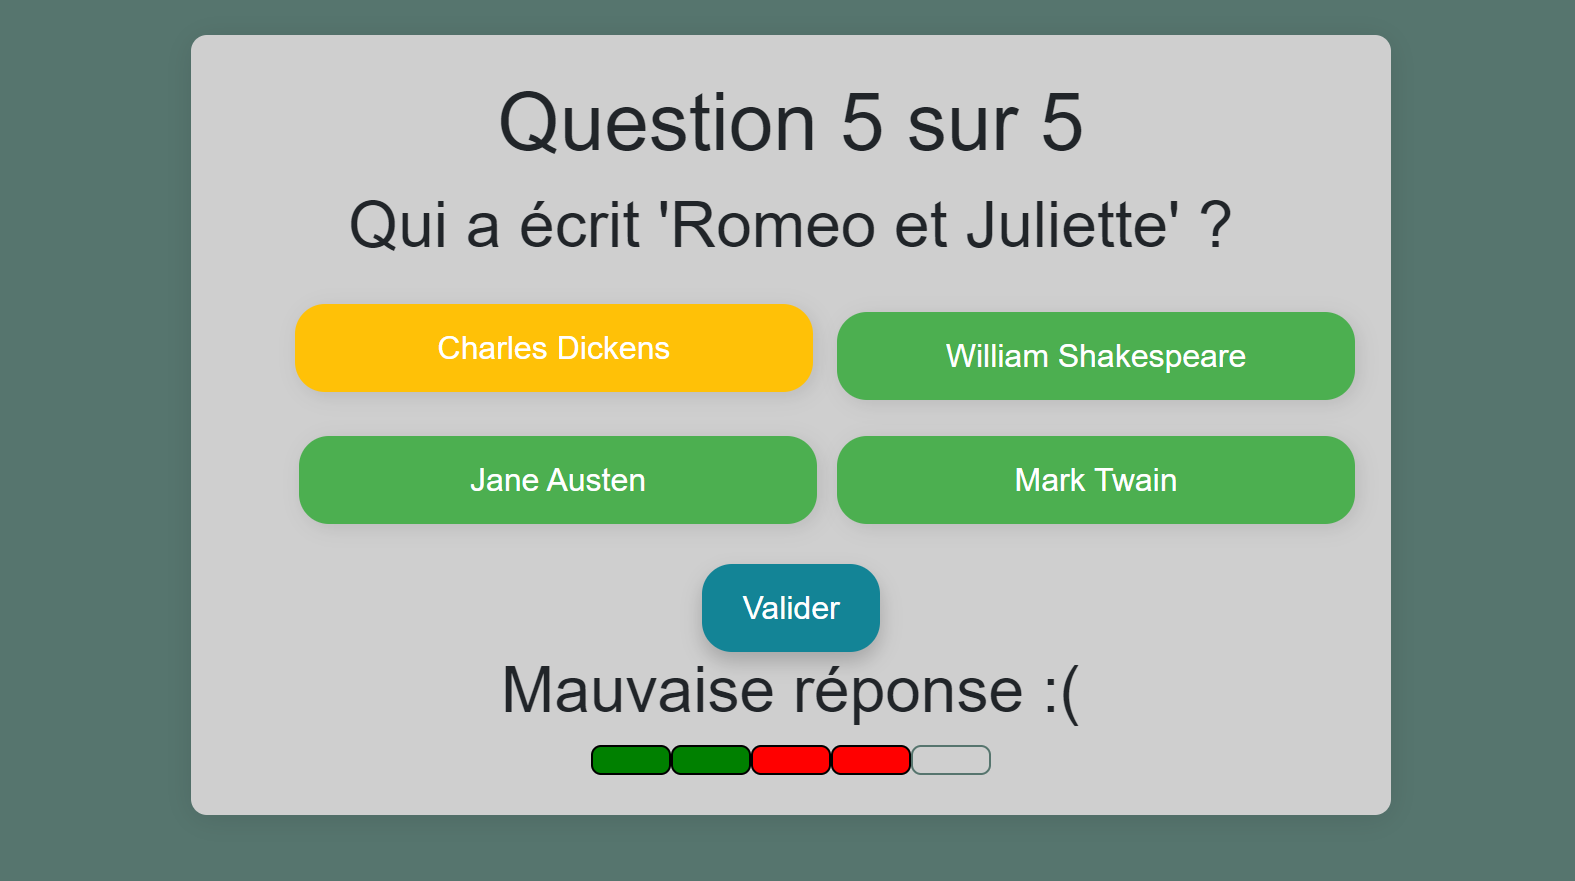 Question 5 sur 5
Qui a écrit 'Romeo et Juliette' ?
Charles Dickens
William Shakespeare
Jane Austen
Mark Twain
Valider
Mauvaise réponse :(